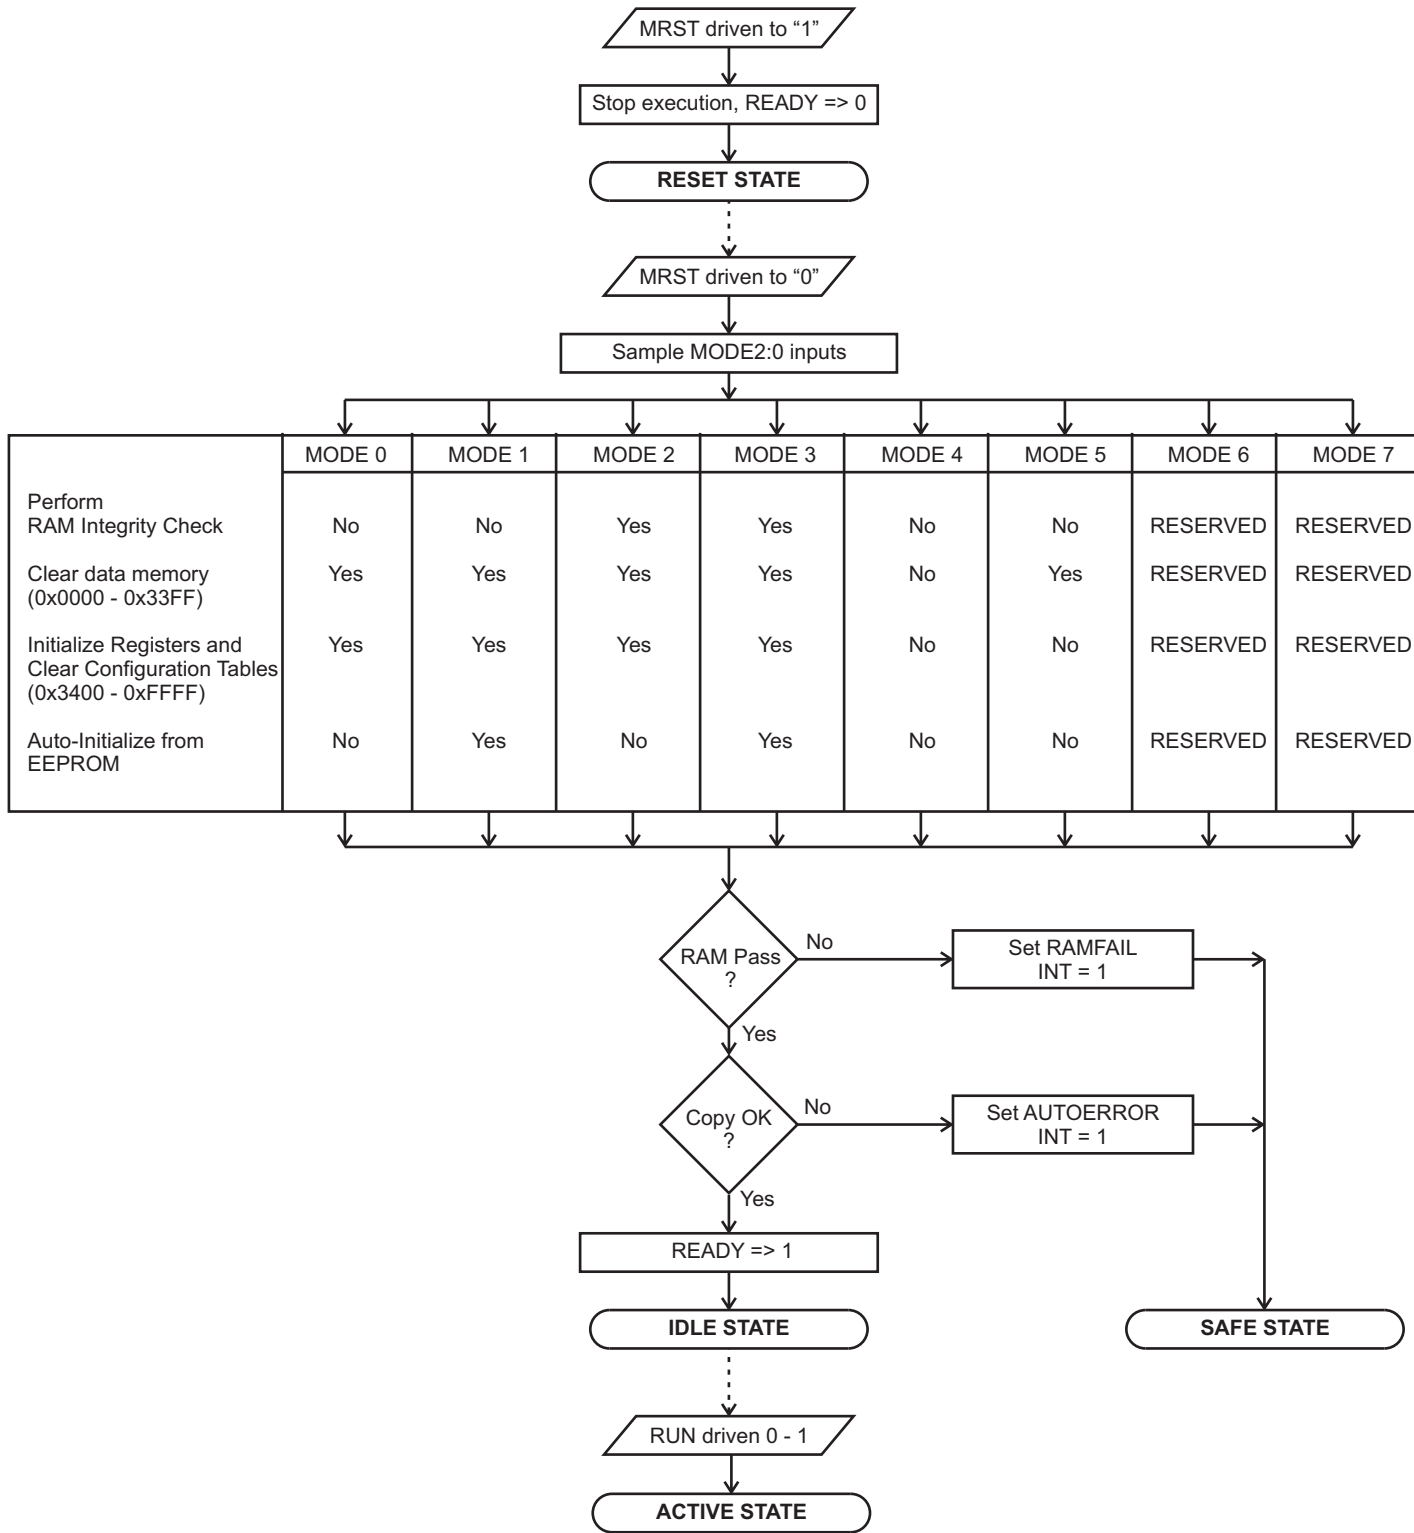 MRST driven to “1”
Stop execution, READY => 0
RESET STATE
MRST driven to “0”
Sample MODE2:0 inputs
MODE 0 MODE 1 MODE 2 MODE 3 MODE 4 MODE 5 MODE 6 MODE 7
Perform
RAM Integrity Check No No Yes Yes No No RESERVED RESERVED
Clear data memory Yes Yes Yes Yes No Yes RESERVED RESERVED
(0x0000 - 0x33FF)
Initialize Registers and Yes Yes Yes Yes No No RESERVED RESERVED
Clear Configuration Tables
(0x3400 - 0xFFFF)
Auto-Initialize from No Yes No Yes No No RESERVED RESERVED
EEPROM
RAM Pass
?
No
Set RAMFAIL
INT = 1
Yes
Copy OK
?
No
Set AUTOERROR
INT = 1
Yes
READY => 1
IDLE STATE
SAFE STATE
RUN driven 0 - 1
ACTIVE STATE